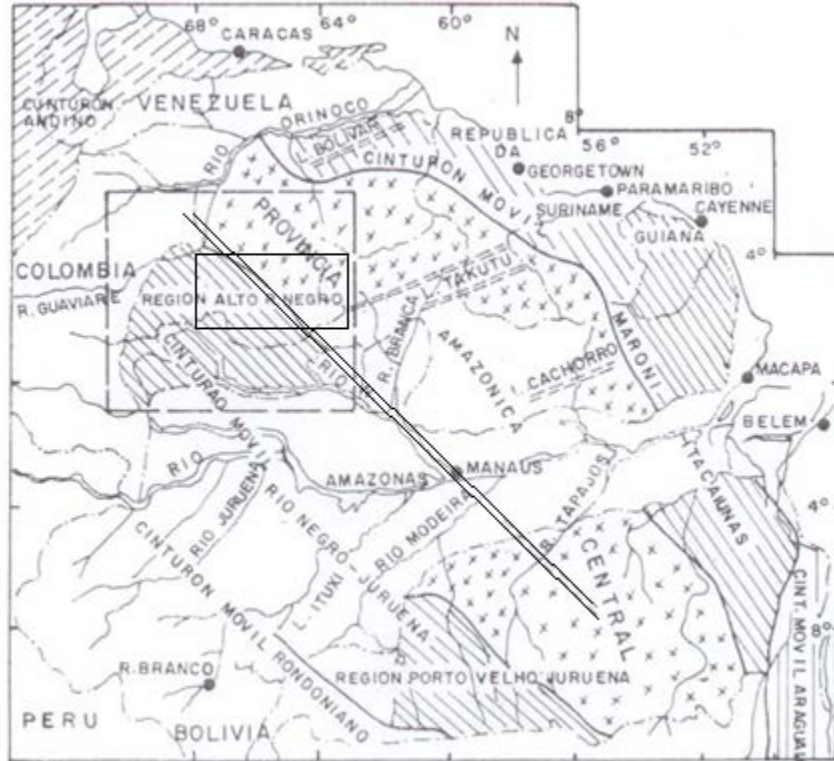 68° 64° 60°
CARACAS
N
CINTURON
ANDINO
VENEZUELA
RIO ORINOCO
L. BOLIVAR
8°
REPUBLICA
DA
56° 52°
GEORGETOWN
CINTURON MOVIL
PARAMARIBO
SURINAME
CAYENNE
GUIANA
PROVINCIA
4°
COLOMBIA
R. GUAVIARE
REGION ALTO R. NEGRO
L. TAKUTU
R. BRANCA
AMAZONICA
MARONI
CACHORRO
MACAPA
CINTURAO MOVIL
RIO
BELEM
RIO
AMAZONAS
MANAUS
ITACAIUNAS
RIO JURUENA
RIO NEGRO-JURUENA
RIO MODEIRA
R. TAPAJOS
4°
CENTRAL
CINTURON MOVIL RONDONIANO
L. ITUXI
8°
R. BRANCO
REGION PORTO VELHO JURUENA
CINT. MOVIL
PERU
BOLIVIA